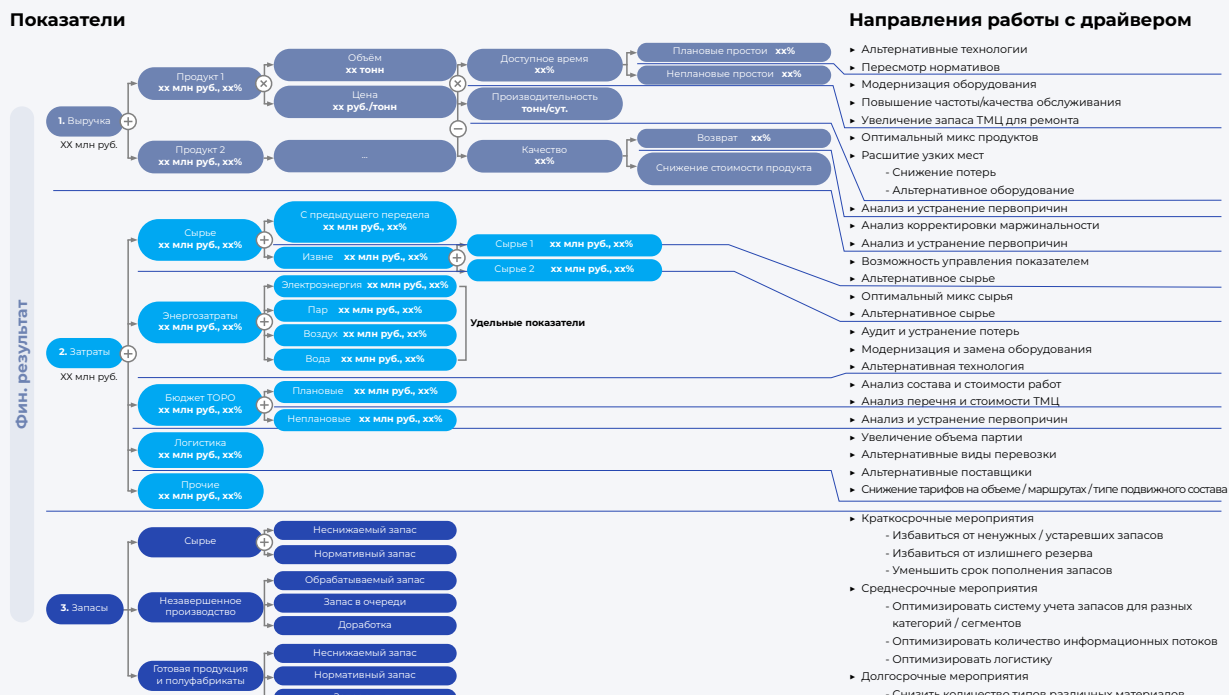 Показатели
Направления работы с драйвером
Фин. результат
1. Выручка
XX млн руб.
Продукт 1
xx млн руб., xx%
Продукт 2
xx млн руб., xx%
Объём
xx тонн
Цена
xx руб./тонн
...
Доступное время
xx%
Производительность
тонн/сут.
Качество
xx%
Плановые простои xx%
Неплановые простои xx%
Возврат xx%
Снижение стоимости продукта
2. Затраты
XX млн руб.
Сырье
xx млн руб., xx%
С предыдущего передела
xx млн руб., xx%
Извне xx млн руб., xx%
Сырье 1 xx млн руб., xx%
Сырье 2 xx млн руб., xx%
Энергозатраты
xx млн руб., xx%
Электроэнергия xx млн руб., xx%
Пар xx млн руб., xx%
Воздух xx млн руб., xx%
Вода xx млн руб., xx%
Удельные показатели
Бюджет ТОРО
xx млн руб., xx%
Плановые xx млн руб., xx%
Неплановые xx млн руб., xx%
Логистика
xx млн руб., xx%
Прочие
xx млн руб., xx%
3. Запасы
Сырье
Неснижаемый запас
Нормативный запас
Незавершенное
производство
Обрабатываемый запас
Запас в очереди
Доработка
Готовая продукция
и полуфабрикаты
Неснижаемый запас
Нормативный запас
▸ Альтернативные технологии
▸ Пересмотр нормативов
▸ Модернизация оборудования
▸ Повышение частоты/качества обслуживания
▸ Увеличение запаса ТМЦ для ремонта
▸ Оптимальный микс продуктов
▸ Расшитие узких мест
- Снижение потерь
- Альтернативное оборудование
▸ Анализ и устранение первопричин
▸ Анализ корректировки маржинальности
▸ Анализ и устранение первопричин
▸ Возможность управления показателем
▸ Альтернативное сырье
▸ Оптимальный микс сырья
▸ Альтернативное сырье
▸ Аудит и устранение потерь
▸ Модернизация и замена оборудования
▸ Альтернативная технология
▸ Анализ состава и стоимости работ
▸ Анализ перечня и стоимости ТМЦ
▸ Анализ и устранение первопричин
▸ Увеличение объема партии
▸ Альтернативные виды перевозки
▸ Альтернативные поставщики
▸ Снижение тарифов на объеме / маршрутах / типе подвижного состава
▸ Краткосрочные мероприятия
- Избавиться от ненужных / устаревших запасов
- Избавиться от излишнего резерва
- Уменьшить срок пополнения запасов
▸ Среднесрочные мероприятия
- Оптимизировать систему учета запасов для разных
категорий / сегментов
- Оптимизировать количество информационных потоков
- Оптимизировать логистику
▸ Долгосрочные мероприятия
- Снизить количество типов различных материалов